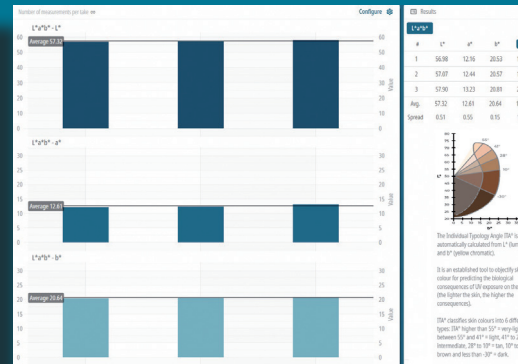 Number of measurements per take
Configure
L*a*b* - L*
60 60
50 50
40 40
30 30
20 20
10 10
0 0
Average 57.32
Value
L*a*b* - a*
30 30
25 25
20 20
15 15
10 10
5 5
0 0
Average 12.61
Value
L*a*b* - b*
30 30
25 25
20 20
15 15
10 10
5 5
0 0
Average 20.64
Value
Results
L*a*b*
# L* a* b*
1 56.98 12.16 20.53
2 57.07 12.44 20.57
3 57.90 13.23 20.81
Avg. 57.32 12.61 20.64
Spread 0.51 0.55 0.15
L*
b*
The Individual Typology Angle ITA° is
automatically calculated from L*
and b* (yellow chromatic).
It is an established tool to objectify
colour for predicting the biological
consequences of UV exposure on the
(the lighter the skin, the higher the
consequences).
ITA° classifies skin colours into 6
types: ITA° higher than 55° =
between 55° and 41° = light, 41° to
intermediate, 28° to 10° = tan, 10° to
brown and less than -30° = dark.